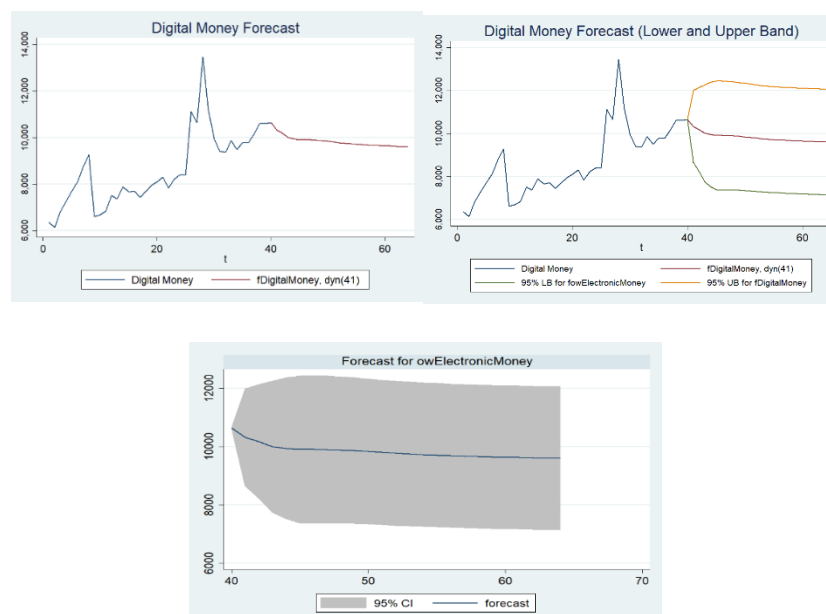 Digital Money Forecast
14,000
12,000
10,000
8,000
6,000
0 20 40 60
t
Digital Money fDigitalMoney, dyn(41)
Digital Money Forecast (Lower and Upper Band)
14,000
12,000
10,000
8,000
6,000
0 20 40 60
t
Digital Money fDigitalMoney, dyn(41)
95% LB for fowElectronicMoney 95% UB for fDigitalMoney
Forecast for owElectronicMoney
12000
10000
8000
6000
40 50 60 70
95% CI forecast